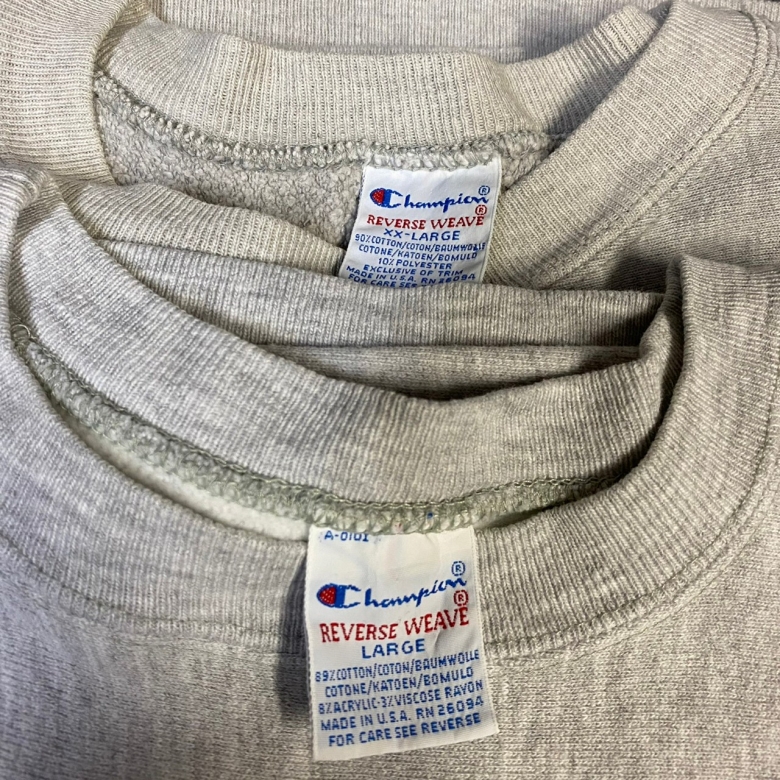 Champion®
REVERSE WEAVE®
XX-LARGE
90% COTTON/COTON/BAUMWOLLE
COTONE/KATOEN/BOMULD
10% POLYESTER
EXCLUSIVE OF TRIM
MADE IN U.S.A. RN 26094
FOR CARE SEE
A-0101
Champion®
REVERSE WEAVE®
LARGE
89% COTTON/COTON/BAUMWOLLE
COTONE/KATOEN/BOMULD
8% ACRYLIC-3% VISCOSE RAYON
MADE IN U.S.A. RN 26094
FOR CARE SEE REVERSE